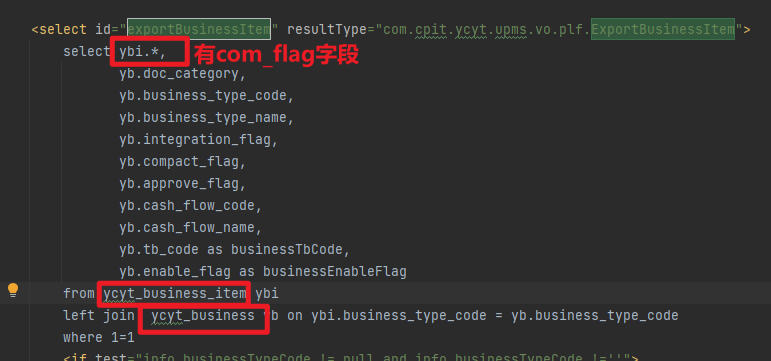 <select id="exportBusinessItem" resultType="com.cpit.ycyt.upms.vo.plf.ExportBusinessItem">
select ybi.*, 有com_flag字段
yb.doc_category,
yb.business_type_code,
yb.business_type_name,
yb.integration_flag,
yb.compact_flag,
yb.approve_flag,
yb.cash_flow_code,
yb.cash_flow_name,
yb.tb_code as businessTbCode,
yb.enable_flag as businessEnableFlag
from ycyt_business_item ybi
left join ycyt_business yb on ybi.business_type_code = yb.business_type_code
where 1=1
<if test="info.businessTypeCode != null and info.businessTypeCode !=''">